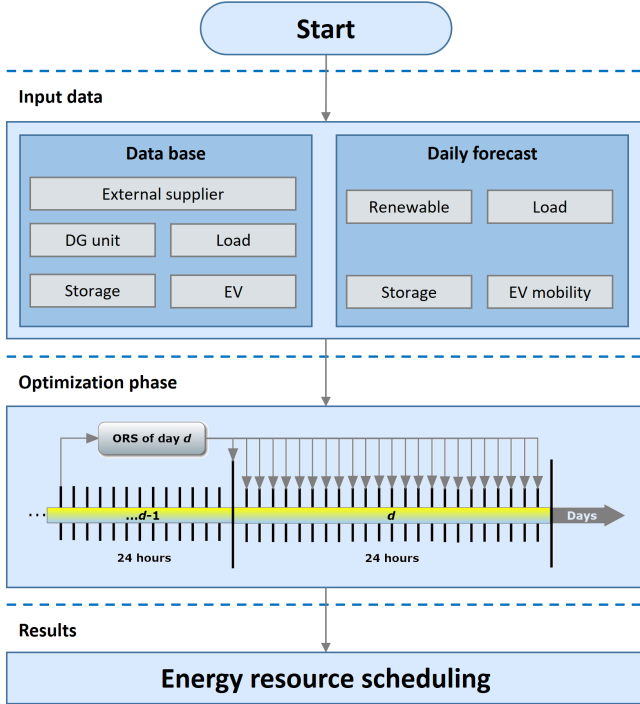 Start
Input data
Data base
External supplier
DG unit
Load
Storage
EV
Daily forecast
Renewable
Load
Storage
EV mobility
Optimization phase
ORS of day d
...
...d-1
d
Days
24 hours
24 hours
Results
Energy resource scheduling